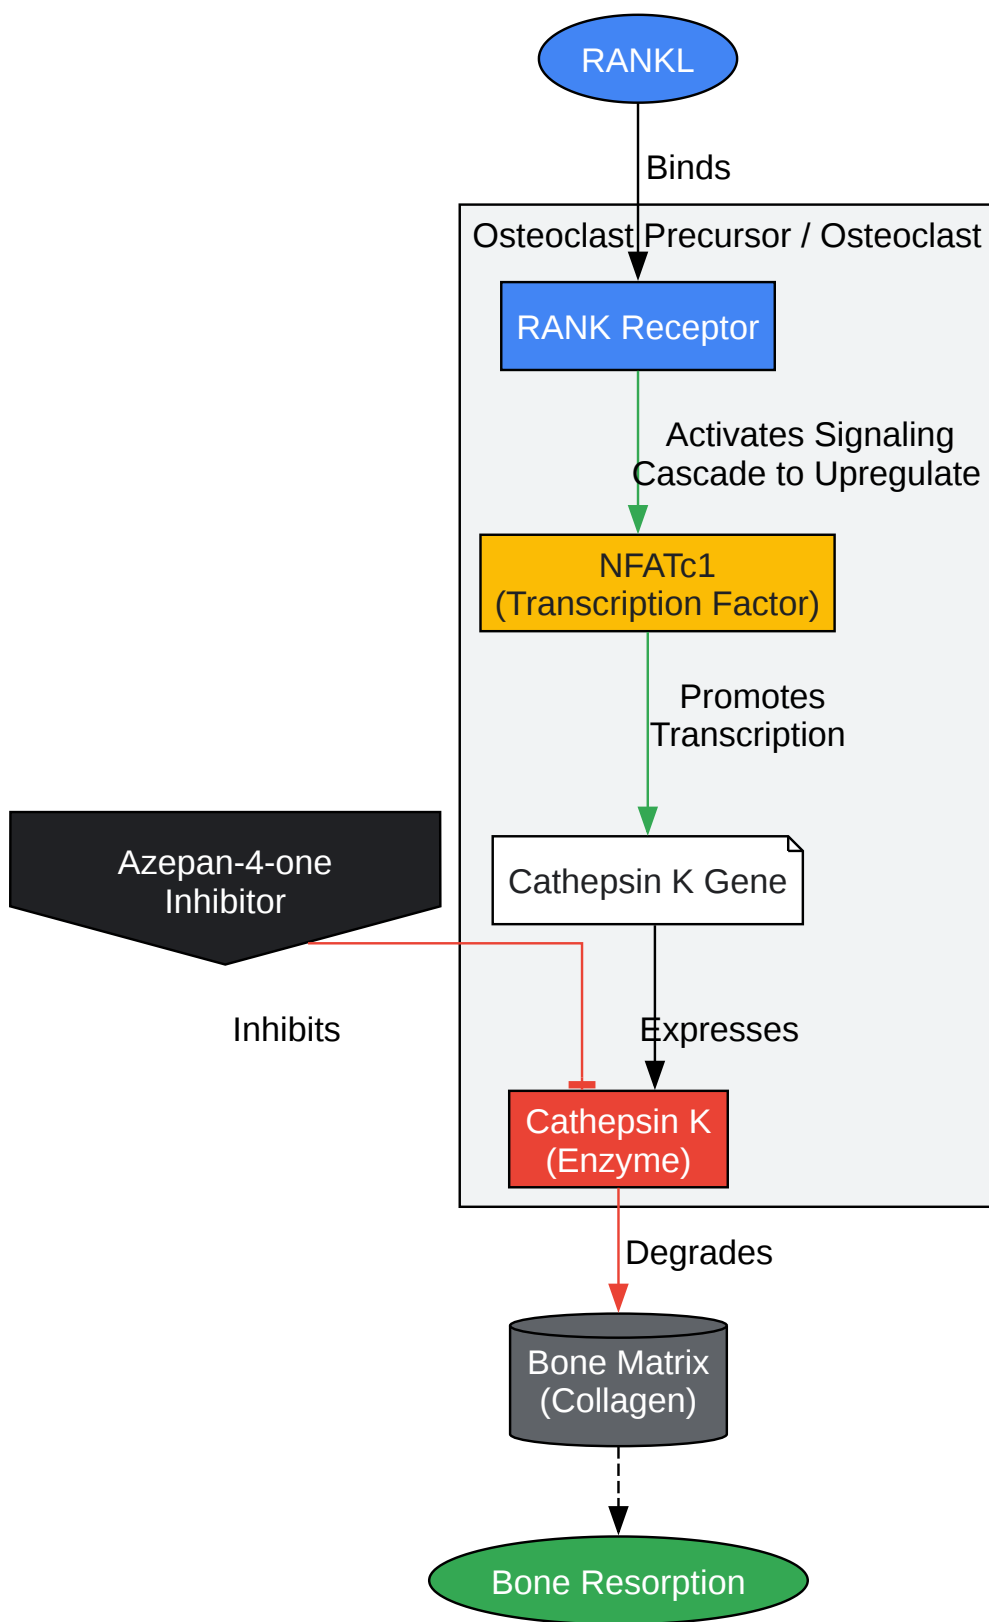 RANKL
Binds
Osteoclast Precursor / Osteoclast
RANK Receptor
Activates Signaling
Cascade to Upregulate
NFATc1
(Transcription Factor)
Promotes
Transcription
Azepan-4-one
Inhibitor
Cathepsin K Gene
Inhibits
Expresses
Cathepsin K
(Enzyme)
Degrades
Bone Matrix
(Collagen)
Bone Resorption